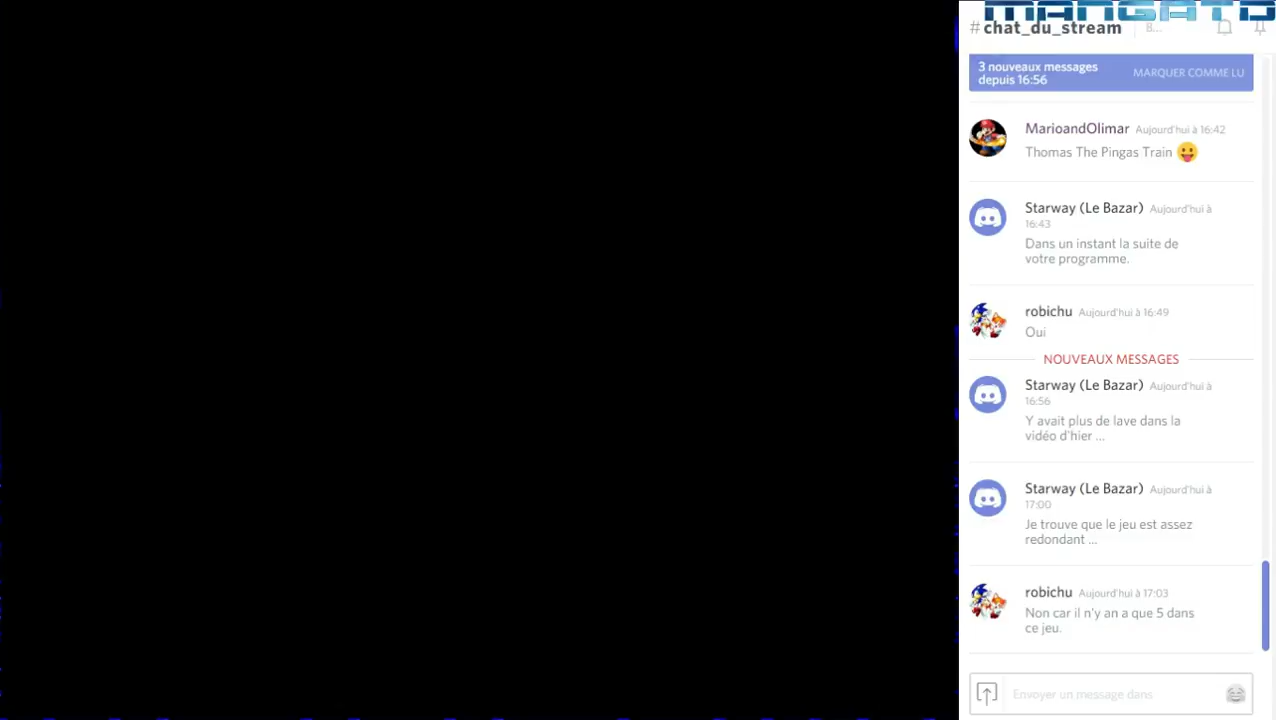 MANGATD
# chat_du_stream B...
3 nouveaux messages
depuis 16:56
MARQUER COMME LU
MarioandOlimar Aujourd'hui à 16:42
Thomas The Pingas Train 😛
Starway (Le Bazar) Aujourd'hui à
16:43
Dans un instant la suite de
votre programme.
robichu Aujourd'hui à 16:49
Oui
NOUVEAUX MESSAGES
Starway (Le Bazar) Aujourd'hui à
16:56
Y avait plus de lave dans la
vidéo d'hier ...
Starway (Le Bazar) Aujourd'hui à
17:00
Je trouve que le jeu est assez
redondant ...
robichu Aujourd'hui à 17:03
Non car il n'y an a que 5 dans
ce jeu.
Envoyer un message dans